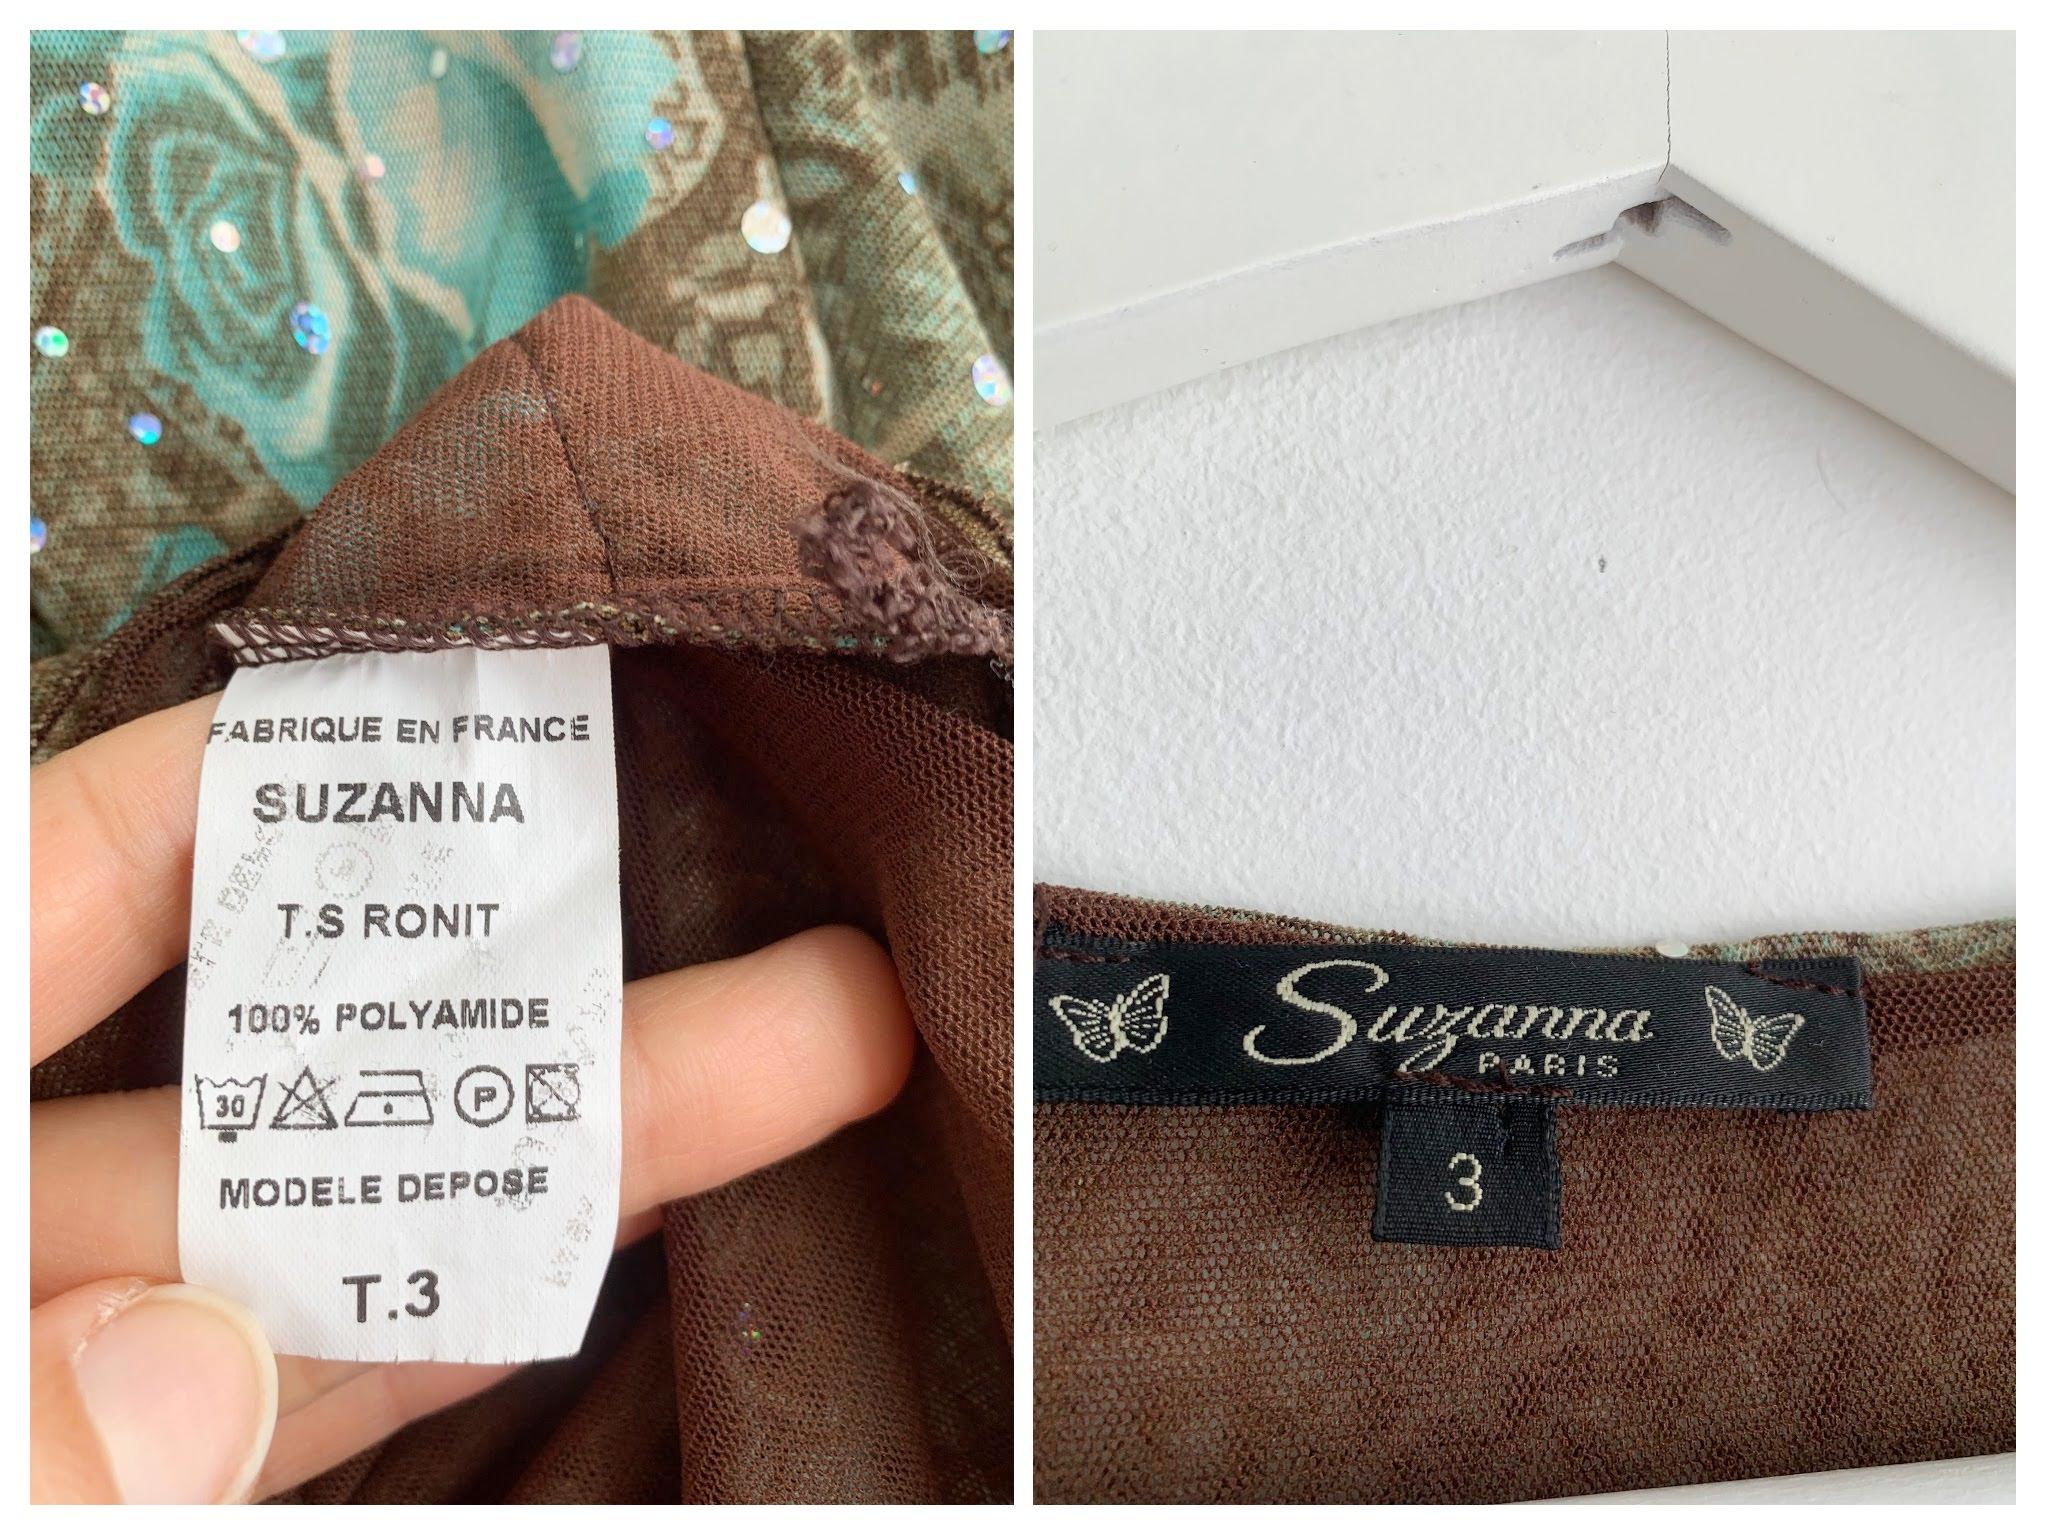 FABRIQUE EN FRANCE
SUZANNA
T.S RONIT
100% POLYAMIDE
30
P
MODELE DEPOSE
T.3
Suzanna
PARIS
3